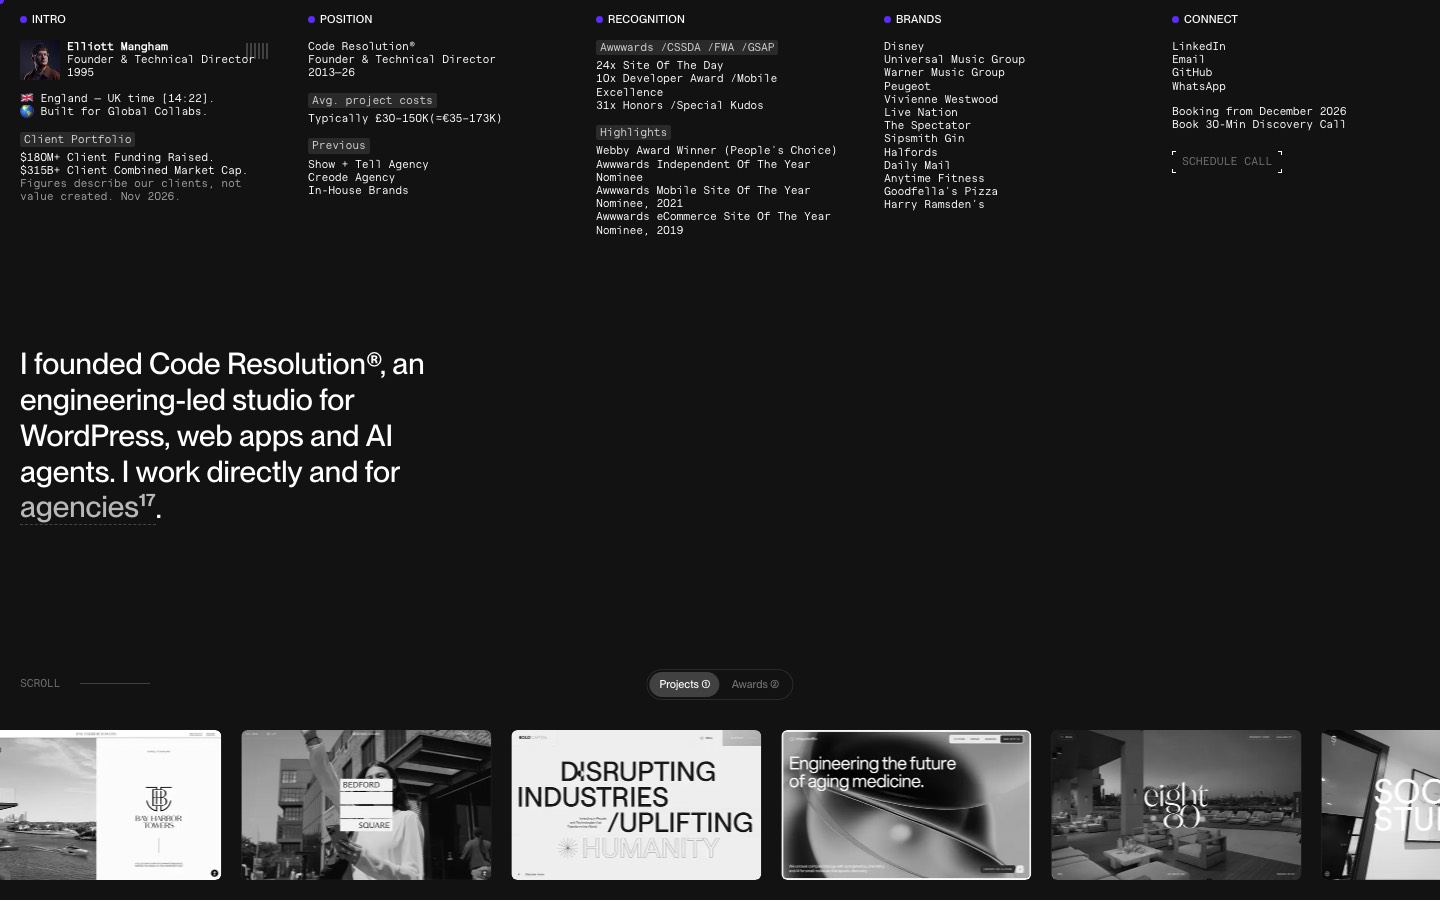 INTRO
Elliott Mangham
Founder & Technical Director
1995
England — UK time [14:22].
Built for Global Collabs.
Client Portfolio
$180M+ Client Funding Raised.
$315B+ Client Combined Market Cap.
Figures describe our clients, not
value created. Nov 2026.
POSITION
Code Resolution®
Founder & Technical Director
2013—26
Avg. project costs
Typically £30-150K(≈€35-173K)
Previous
Show + Tell Agency
Creode Agency
In-House Brands
RECOGNITION
Awwwards /CSSDA /FWA /GSAP
24x Site Of The Day
10x Developer Award /Mobile
Excellence
31x Honors /Special Kudos
Highlights
Webby Award Winner (People's Choice)
Awwwards Independent Of The Year
Nominee
Awwwards Mobile Site Of The Year
Nominee, 2021
Awwwards eCommerce Site Of The Year
Nominee, 2019
BRANDS
Disney
Universal Music Group
Warner Music Group
Peugeot
Vivienne Westwood
Live Nation
The Spectator
Sipsmith Gin
Halfords
Daily Mail
Anytime Fitness
Goodfella's Pizza
Harry Ramsden's
CONNECT
LinkedIn
Email
GitHub
WhatsApp
Booking from December 2026
Book 30-Min Discovery Call
SCHEDULE CALL
I founded Code Resolution®, an
engineering-led studio for
WordPress, web apps and AI
agents. I work directly and for
agencies¹⁷.
SCROLL
Projects ①
Awards ②
BAY HARBOR
TOWERS
BEDFORD
SQUARE
DISRUPTING
INDUSTRIES
/UPLIFTING
HUMANITY
Engineering the future
of aging medicine.
eight
80
SOC
STU